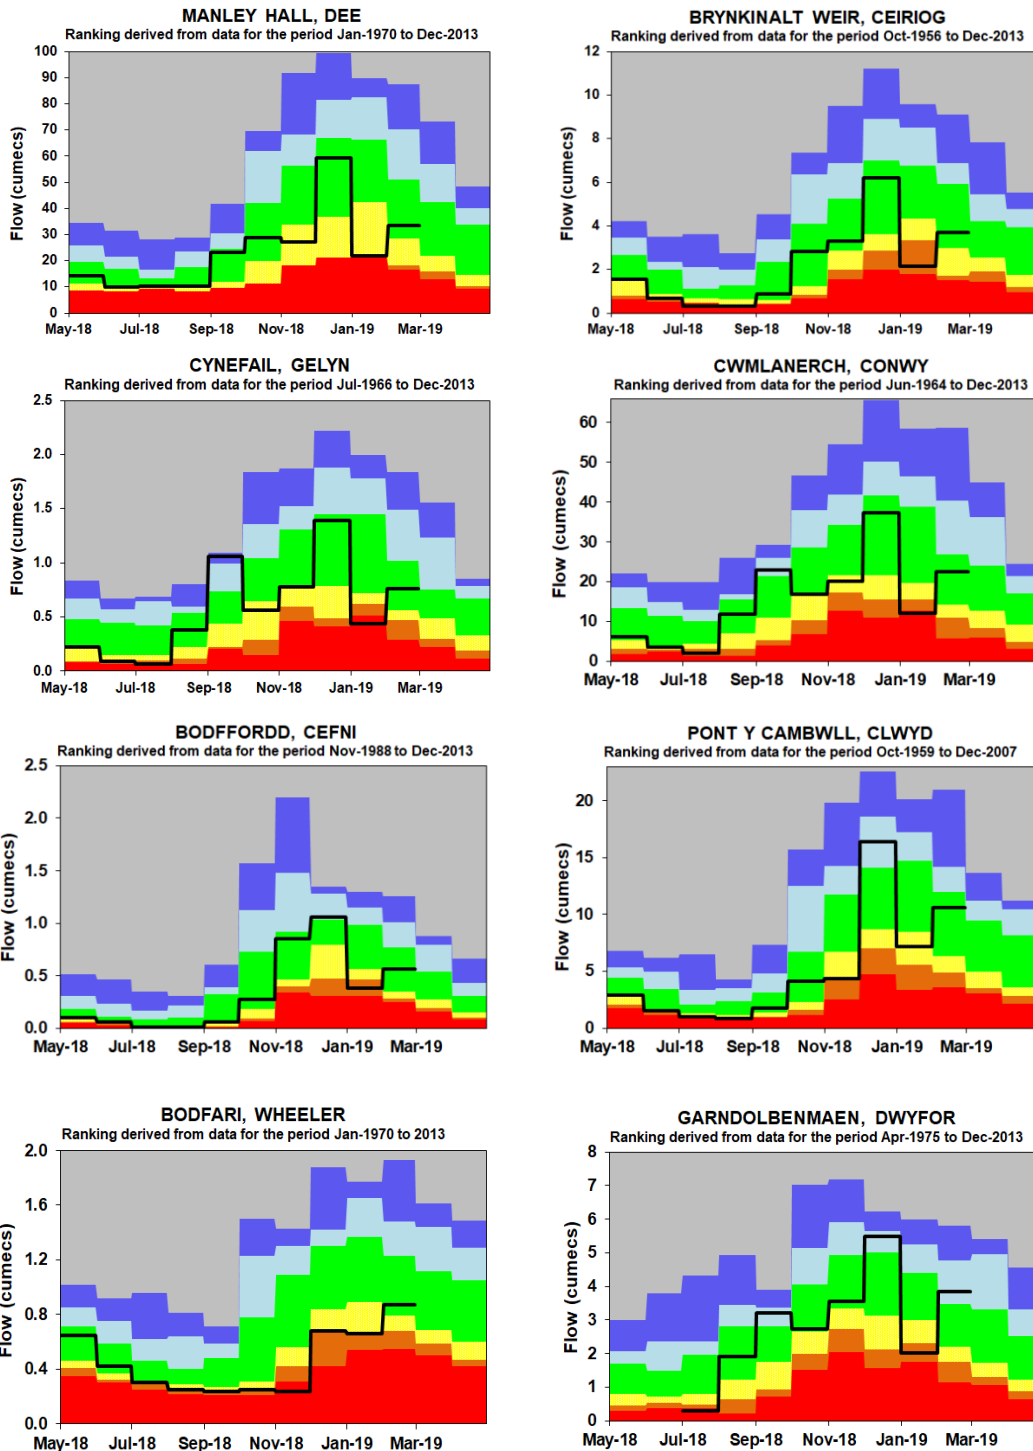 MANLEY HALL, DEE
Ranking derived from data for the period Jan-1970 to Dec-2013
Flow (cumecs)
100
90
80
70
60
50
40
30
20
10
0
May-18 Jul-18 Sep-18 Nov-18 Jan-19 Mar-19
BRYNKINALT WEIR, CEIRIOG
Ranking derived from data for the period Oct-1956 to Dec-2013
Flow (cumecs)
12
10
8
6
4
2
0
May-18 Jul-18 Sep-18 Nov-18 Jan-19 Mar-19
CYNEFAIL, GELYN
Ranking derived from data for the period Jul-1966 to Dec-2013
Flow (cumecs)
2.5
2.0
1.5
1.0
0.5
0.0
May-18 Jul-18 Sep-18 Nov-18 Jan-19 Mar-19
CWMLANERCH, CONWY
Ranking derived from data for the period Jun-1964 to Dec-2013
Flow (cumecs)
60
50
40
30
20
10
0
May-18 Jul-18 Sep-18 Nov-18 Jan-19 Mar-19
BODFFORDD, CEFNI
Ranking derived from data for the period Nov-1988 to Dec-2013
Flow (cumecs)
2.5
2.0
1.5
1.0
0.5
0.0
May-18 Jul-18 Sep-18 Nov-18 Jan-19 Mar-19
PONT Y CAMBWLL, CLWYD
Ranking derived from data for the period Oct-1959 to Dec-2007
Flow (cumecs)
20
15
10
5
0
May-18 Jul-18 Sep-18 Nov-18 Jan-19 Mar-19
BODFARI, WHEELER
Ranking derived from data for the period Jan-1970 to 2013
Flow (cumecs)
2.0
1.6
1.2
0.8
0.4
0.0
May-18 Jul-18 Sep-18 Nov-18 Jan-19 Mar-19
GARNDOLBENMAEN, DWYFOR
Ranking derived from data for the period Apr-1975 to Dec-2013
Flow (cumecs)
8
7
6
5
4
3
2
1
0
May-18 Jul-18 Sep-18 Nov-18 Jan-19 Mar-19